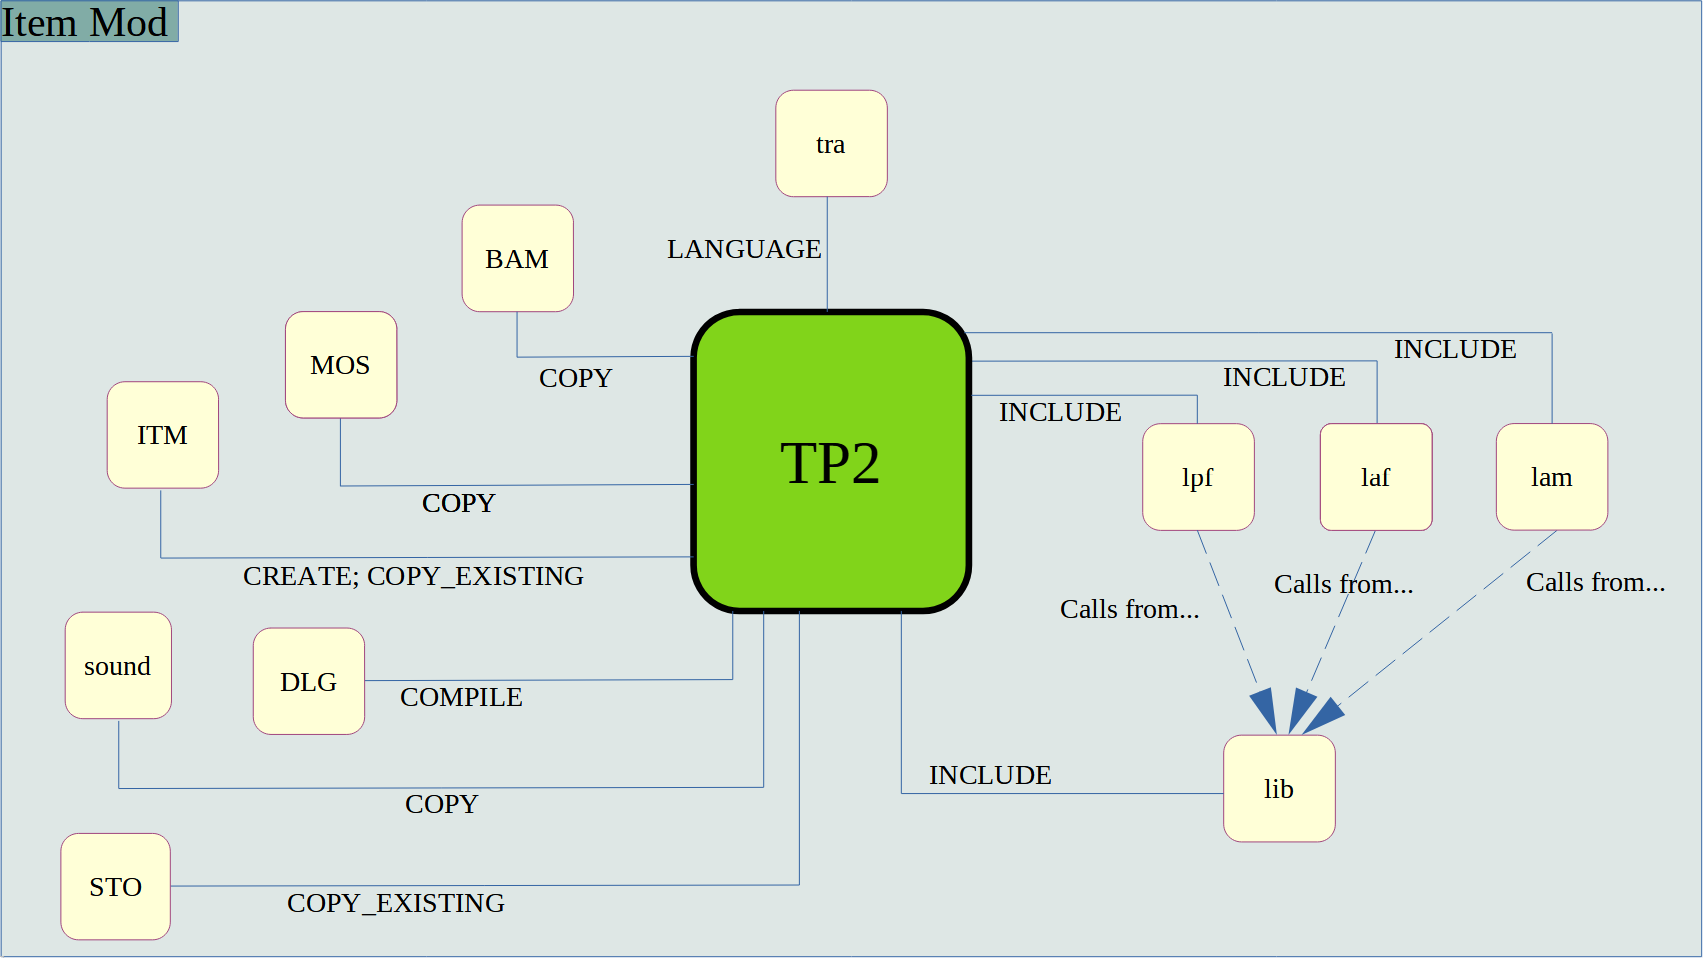 Item Mod
tra
LANGUAGE
BAM
COPY
MOS
COPY
ITM
CREATE; COPY_EXISTING
TP2
INCLUDE
INCLUDE
INCLUDE
lpf
laf
lam
Calls from...
Calls from...
Calls from...
sound
DLG
COMPILE
COPY
INCLUDE
lib
STO
COPY_EXISTING